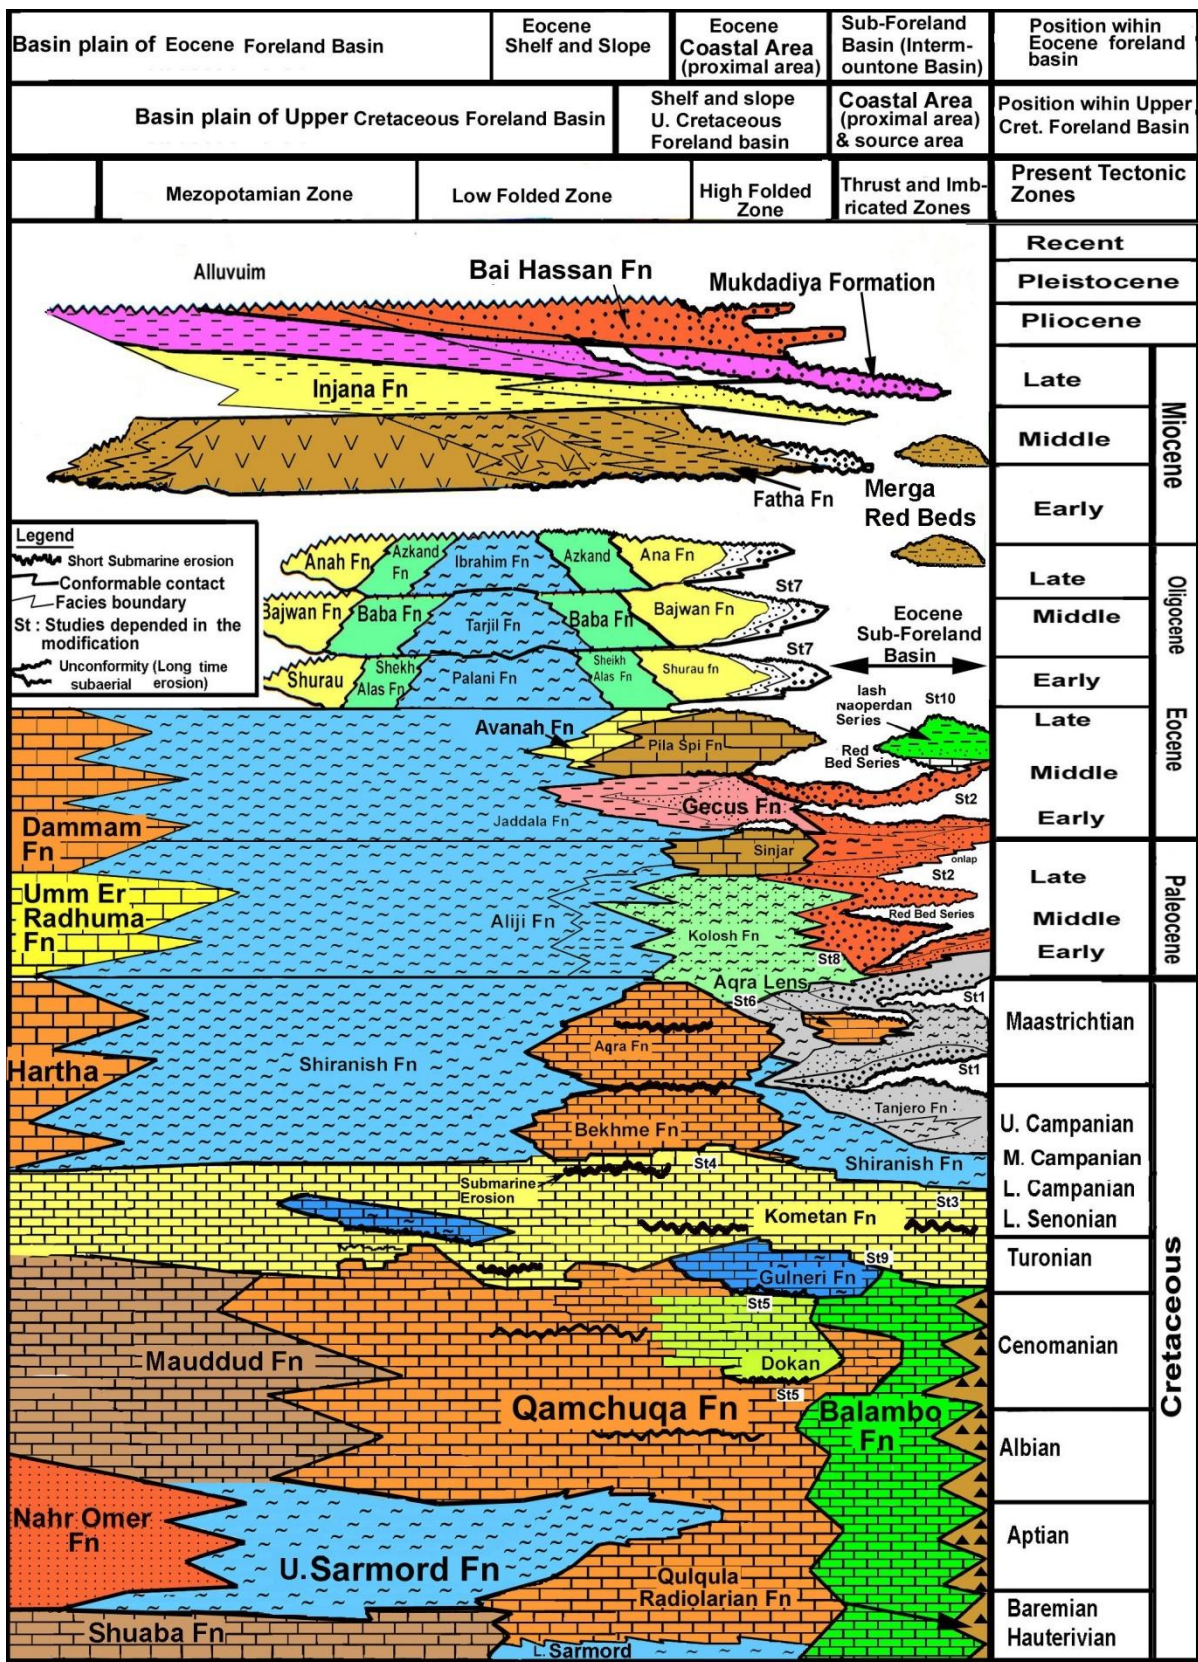 Basin plain of Eocene Foreland Basin
Eocene
Shelf and Slope
Eocene
Coastal Area
(proximal area)
Sub-Foreland
Basin (Interm-
ountone Basin)
Position wihin
Eocene foreland
basin
Basin plain of Upper Cretaceous Foreland Basin
Shelf and slope
U. Cretaceous
Foreland basin
Coastal Area
(proximal area)
& source area
Position wihin Upper
Cret. Foreland Basin
Mezopotamian Zone
Low Folded Zone
High Folded
Zone
Thrust and Imb-
ricated Zones
Present Tectonic
Zones
Recent
Alluvuim
Bai Hassan Fn
Mukdadiya Formation
Pleistocene
Pliocene
Injana Fn
Late
Middle
Early
Miocene
Fatha Fn
Merga
Red Beds
Legend
Short Submarine erosion
Conformable contact
Facies boundary
St : Studies depended in the
modification
Unconformity (Long time
subaerial erosion)
Anah Fn
Azkand
Fn
Ibrahim Fn
Azkand
Ana Fn
St7
Late
Bajwan Fn
Baba Fn
Tarjil Fn
Baba Fn
Bajwan Fn
St7
Eocene
Sub-Foreland
Basin
Middle
Shurau
Shekh
Alas Fn
Palani Fn
Sheikh
Alas Fn
Shurau fn
Early
Oligocene
lash
Naoperdan
Series
St10
Avanah Fn
Pila Spi Fn
Red
Bed Series
Late
Middle
Early
Eocene
Gecus Fn
St2
Jaddala Fn
Dammam
Fn
Sinjar
onlap
St2
Late
Middle
Early
Paleocene
Umm Er
Radhuma
Fn
Aliji Fn
Kolosh Fn
Red Bed Series
St8
Aqra Lens
St6
St1
Maastrichtian
Aqra Fn
Hartha
Shiranish Fn
St1
Tanjero Fn
Bekhme Fn
U. Campanian
Shiranish Fn
M. Campanian
St4
Submarine
Erosion
L. Campanian
St3
Kometan Fn
L. Senonian
St9
Turonian
Gulneri Fn
St5
Cenomanian
Mauddud Fn
Dokan
St5
Qamchuqa Fn
Balambo
Fn
Albian
Cretaceous
Nahr Omer
Fn
Aptian
U. Sarmord Fn
Qulqula
Radiolarian Fn
Baremian
Hauterivian
Shuaba Fn
L. Sarmord